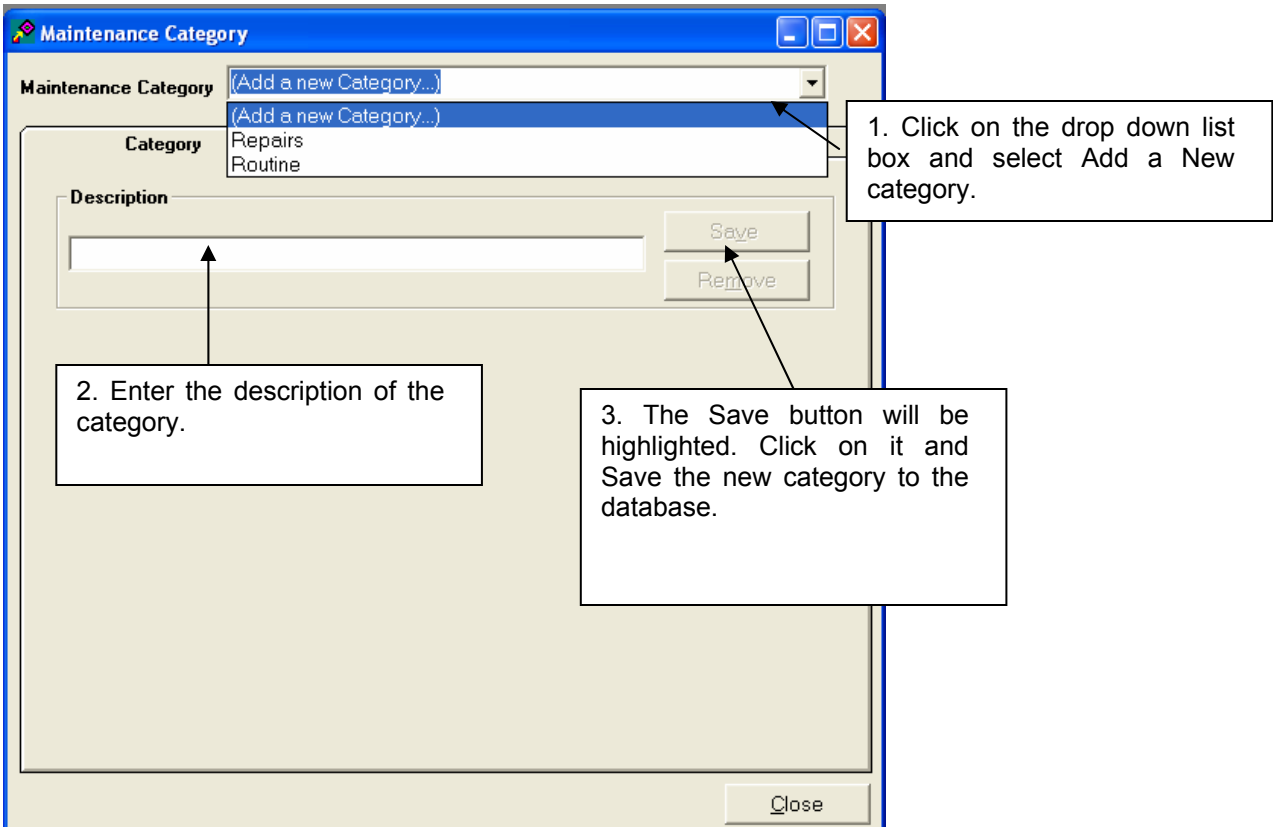 Maintenance Category
Maintenance Category
(Add a new Category...)
(Add a new Category...)
Repairs
Routine
Category
1. Click on the drop down list
box and select Add a New
category.
Description
Save
Remove
2. Enter the description of the
category.
3. The Save button will be
highlighted. Click on it and
Save the new category to the
database.
Close